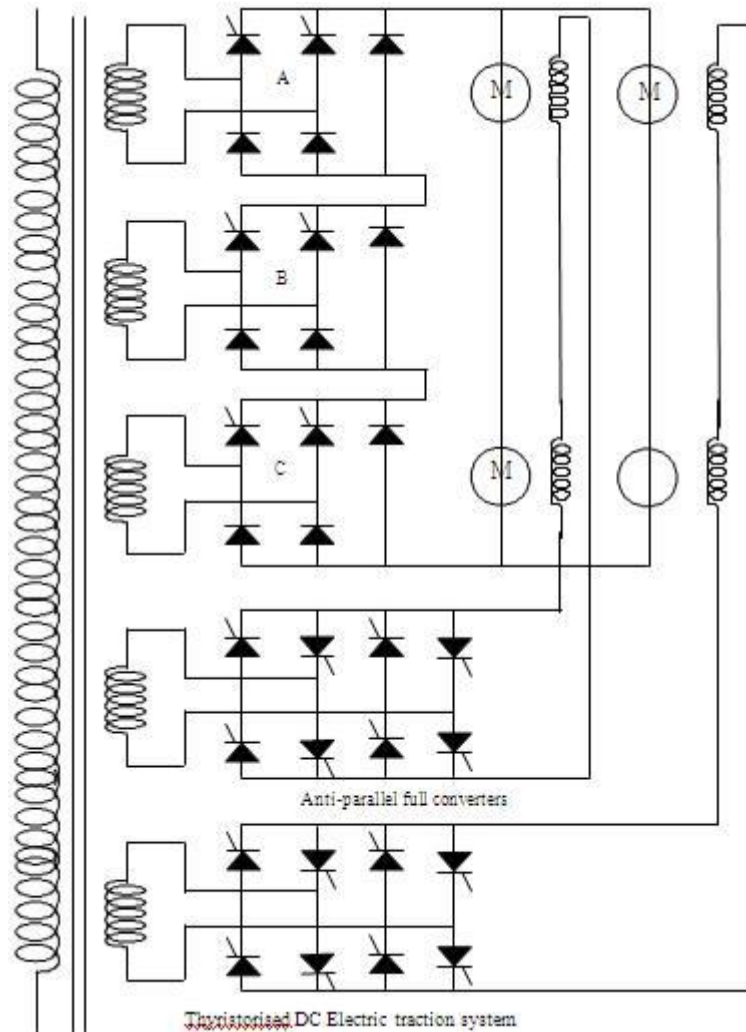 A
M
M
B
C
M
Anti-parallel full converters
Thyristorised DC Electric traction system